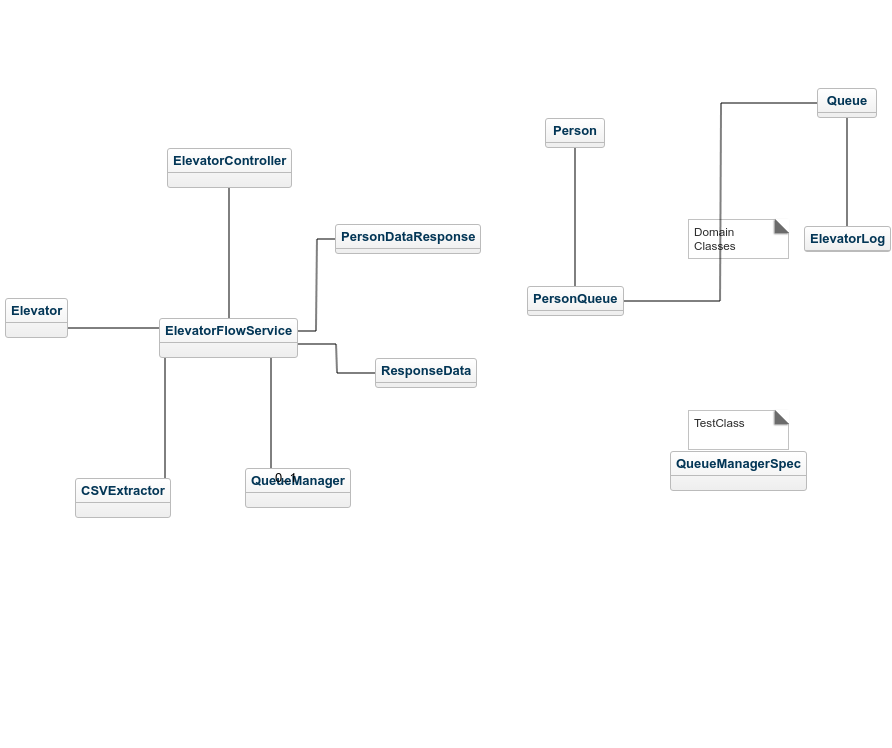 Queue
Person
ElevatorController
PersonDataResponse
Domain
Classes
ElevatorLog
PersonQueue
Elevator
ElevatorFlowService
ResponseData
TestClass
QueueManagerSpec
0..1
QueueManager
CSVExtractor